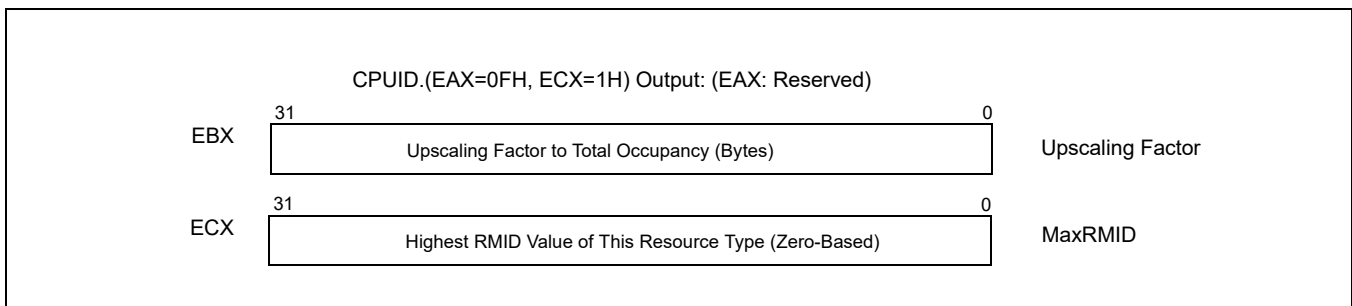 CPUID.(EAX=0FH, ECX=1H) Output: (EAX: Reserved)
31 0
EBX Upscaling Factor to Total Occupancy (Bytes) Upscaling Factor
31 0
ECX Highest RMID Value of This Resource Type (Zero-Based) MaxRMID